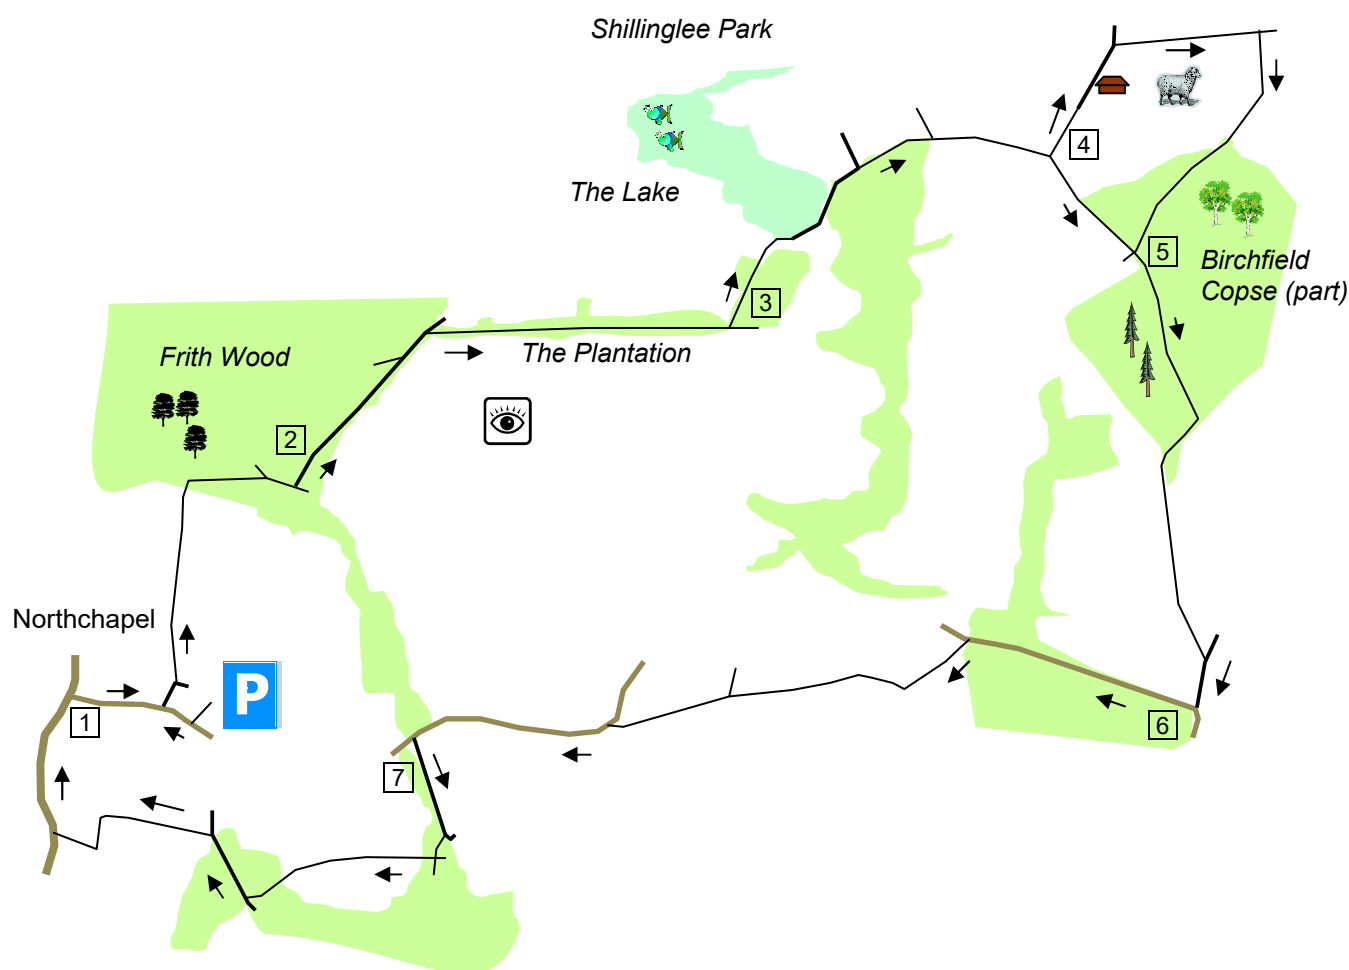 Shillinglee Park
4
The Lake
5
Birchfield
Copse (part)
3
Frith Wood
The Plantation
2
Northchapel
P
1
6
7